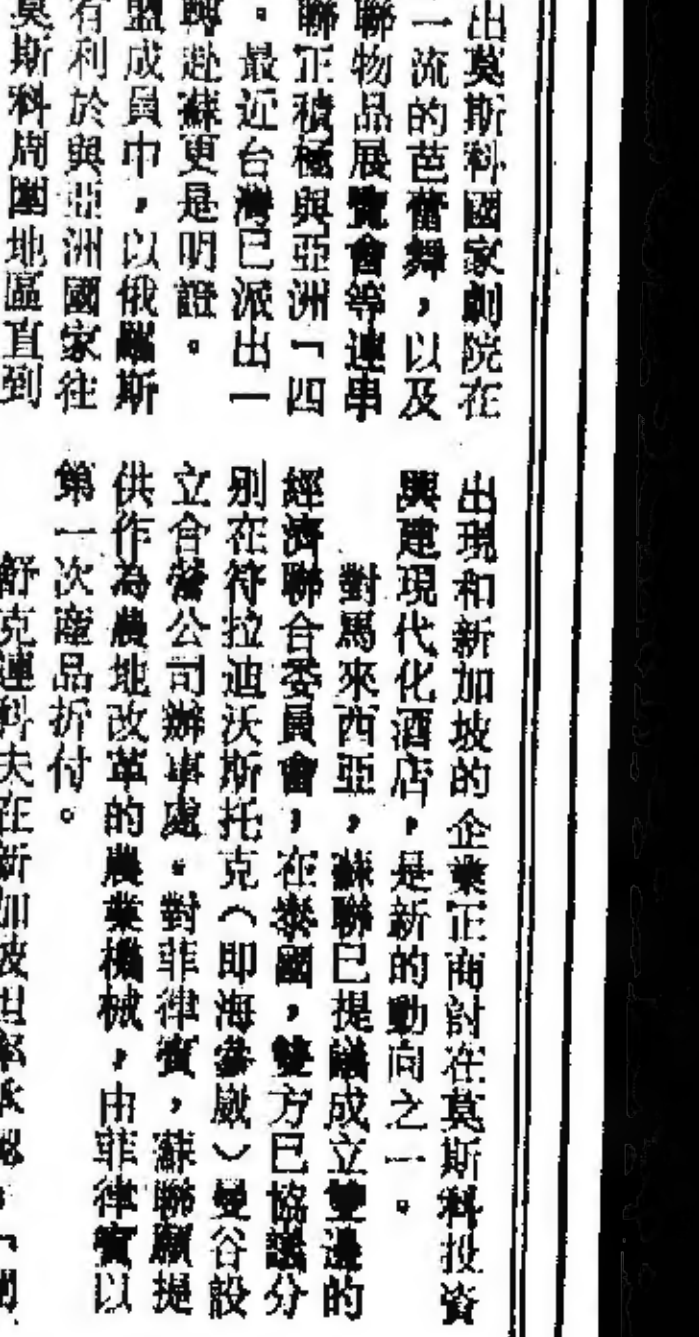 出莫斯科國家劇院在
一流的芭蕾舞，以及
聯物品展覽會等連串
聯正積極與亞洲「四
。最近台灣已派出一
轉赴蘇更是明證。
盟成員中，以俄羅斯
有利於與亞洲國家往
莫斯科周圍地區直到
出現和新加坡的企業正商討在莫斯科投資
興建現代化酒店，是新的動向之一。
對馬來西亞，蘇聯已提議成立雙邊的
經濟聯合委員會，在泰國，雙方已協議分
別在符拉迪沃斯托克（即海參崴）曼谷設
立合營公司辦事處。對菲律賓，蘇聯願提
供作為農地改革的農業機械，由菲律賓以
第一次產品折付。
舒克連科夫在新加坡坦率承認，「